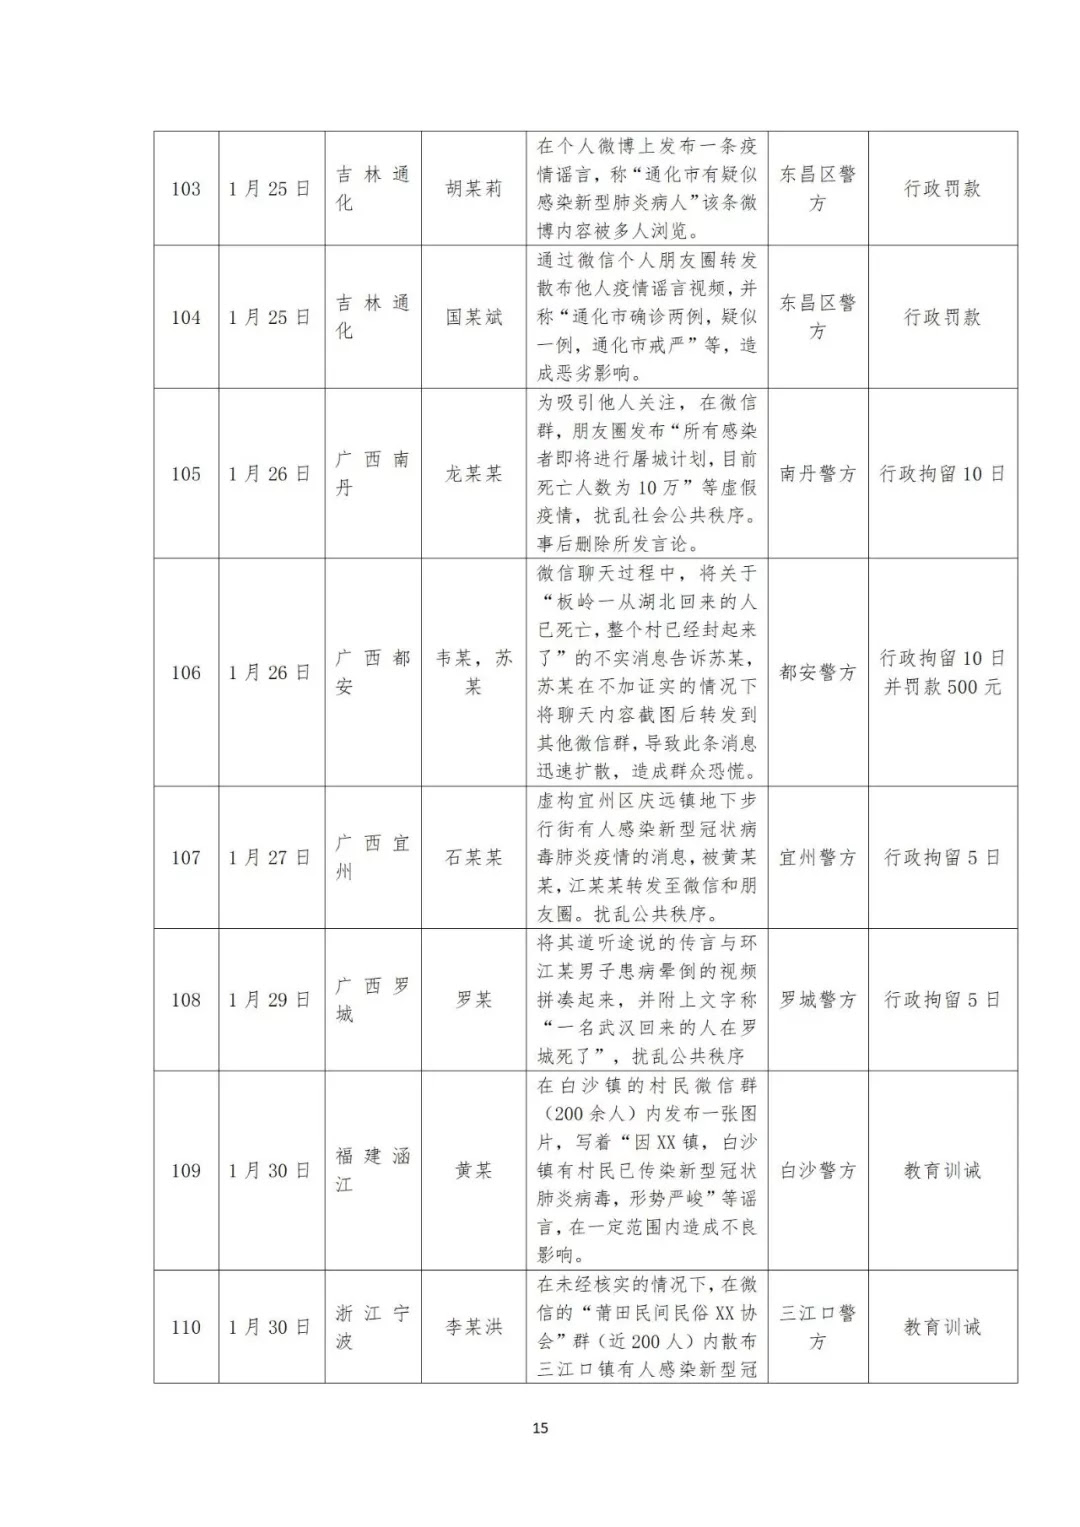 103
1月25日
吉林通
化
胡某莉
在个人微博上发布一条疫
情谣言，称“通化市有疑似
感染新型肺炎病人”该条微
博内容被多人浏览。
东昌区警
方
行政罚款
104
1月25日
吉林通
化
国某斌
通过微信个人朋友圈转发
散布他人疫情谣言视频，并
称“通化市确诊两例，疑似
一例，通化市戒严”等，造
成恶劣影响。
东昌区警
方
行政罚款
105
1月26日
广西南
丹
龙某某
为吸引他人关注，在微信
群，朋友圈发布“所有感染
者即将进行屠城计划，目前
死亡人数为10万”等虚假
疫情，扰乱社会公共秩序。
事后删除所发言论。
南丹警方
行政拘留10日
106
1月26日
广西都
安
韦某，苏
某
微信聊天过程中，将关于
“板岭一从湖北回来的人
已死亡，整个村已经封起来
了”的不实消息告诉苏某，
苏某在不加证实的情况下
将聊天内容截图后转发到
其他微信群，导致此条消息
迅速扩散，造成群众恐慌。
都安警方
行政拘留10日
并罚款500元
107
1月27日
广西宜
州
石某某
虚构宜州区庆远镇地下步
行街有人感染新型冠状病
毒肺炎疫情的消息，被黄某
某，江某某转发至微信和朋
友圈。扰乱公共秩序。
宜州警方
行政拘留5日
108
1月29日
广西罗
城
罗某
将其道听途说的传言与环
江某男子患病晕倒的视频
拼凑起来，并附上文字称
“一名武汉回来的人在罗
城死了”，扰乱公共秩序
罗城警方
行政拘留5日
109
1月30日
福建涵
江
黄某
在白沙镇的村民微信群
（200余人）内发布一张图
片，写着“因XX镇，白沙
镇有村民已传染新型冠状
肺炎病毒，形势严峻”等谣
言，在一定范围内造成不良
影响。
白沙警方
教育训诫
110
1月30日
浙江宁
波
李某洪
在未经核实的情况下，在微
信的“莆田民间民俗XX协
会”群（近200人）内散布
三江口镇有人感染新型冠
三江口警
方
教育训诫
15